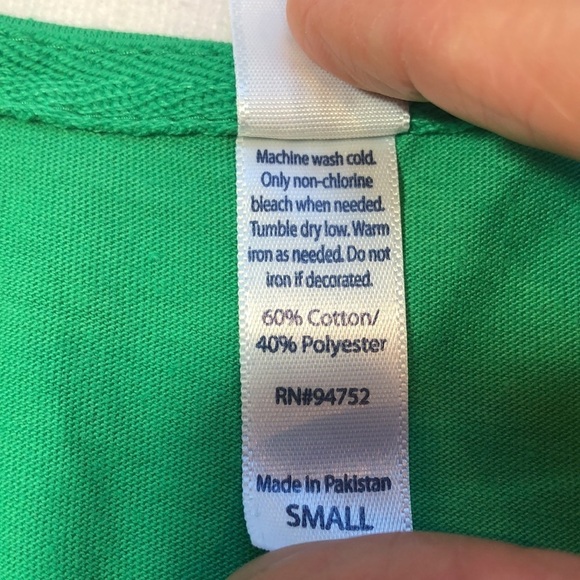 Machine wash cold.
Only non-chlorine
bleach when needed.
Tumble dry low. Warm
iron as needed. Do not
iron if decorated.
60% Cotton/
40% Polyester
RN#94752
Made in Pakistan
SMALL